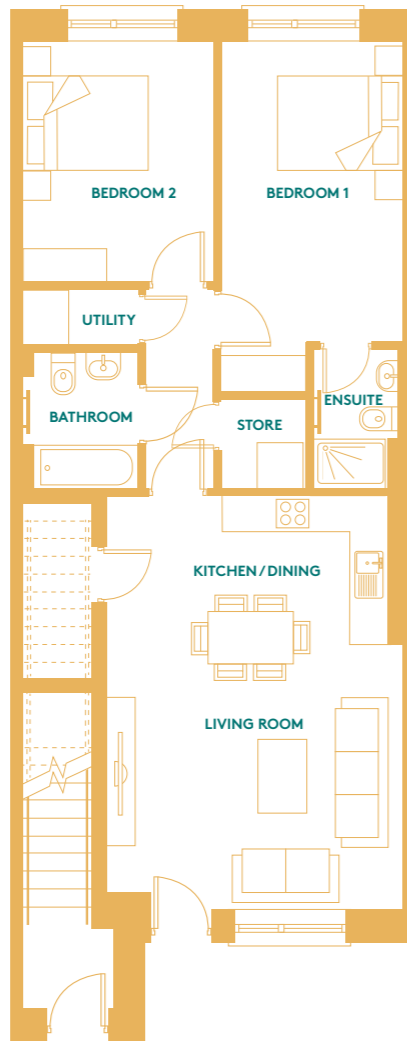 BEDROOM 2
BEDROOM 1
UTILITY
ENSUITE
BATHROOM
STORE
KITCHEN / DINING
LIVING ROOM